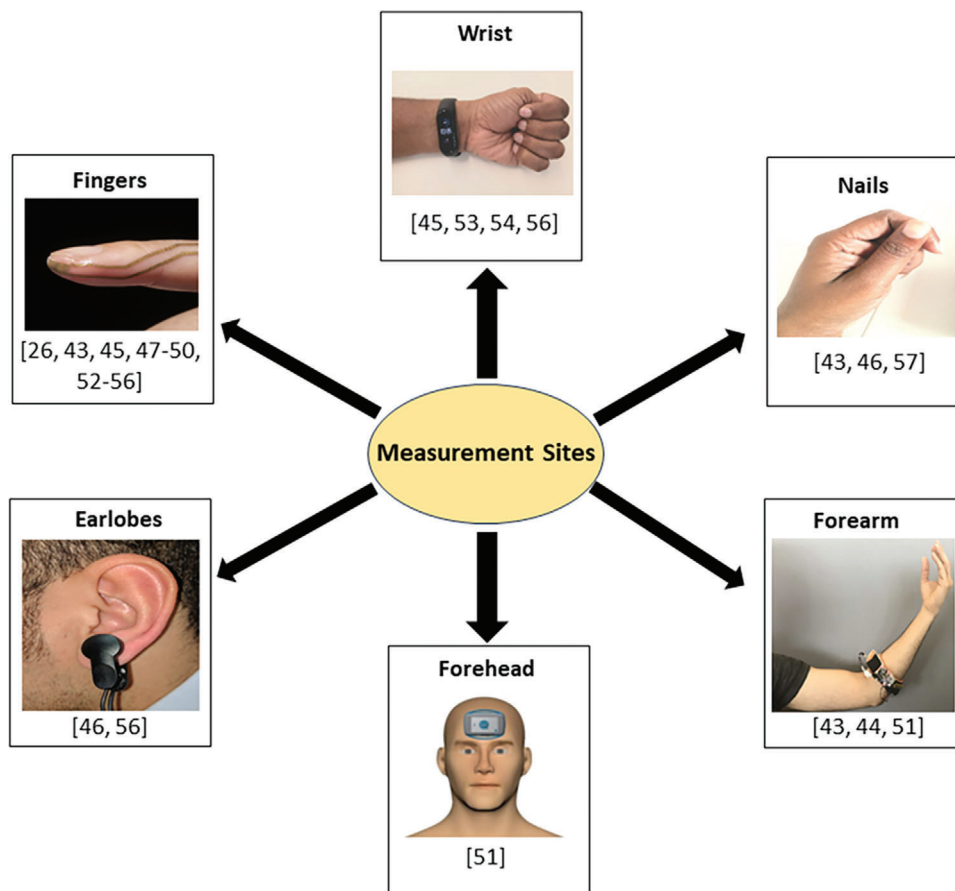 Wrist
[45, 53, 54, 56]
Fingers
[26, 43, 45, 47-50,
52-56]
Nails
[43, 46, 57]
Measurement Sites
Earlobes
[46, 56]
Forearm
[43, 44, 51]
Forehead
[51]